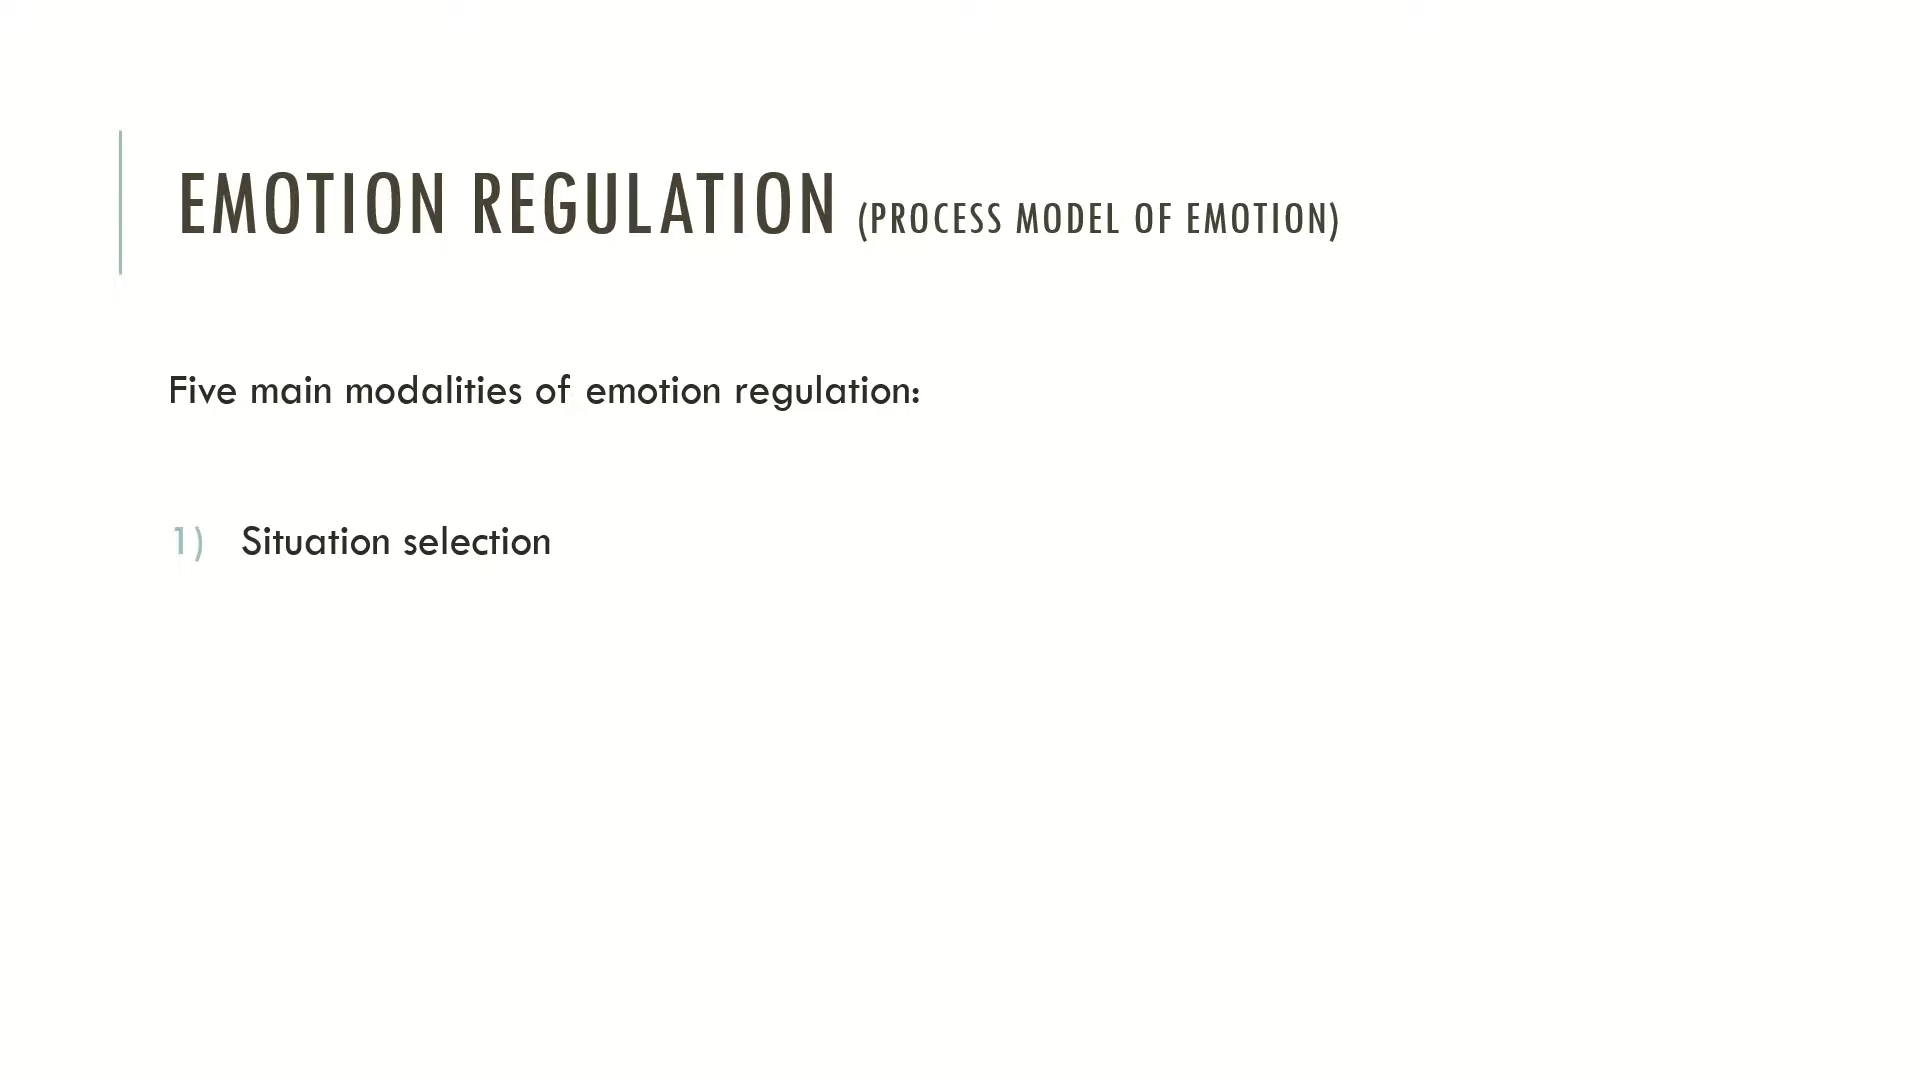 EMOTION REGULATION (PROCESS MODEL OF EMOTION)
Five main modalities of emotion regulation:
1) Situation selection